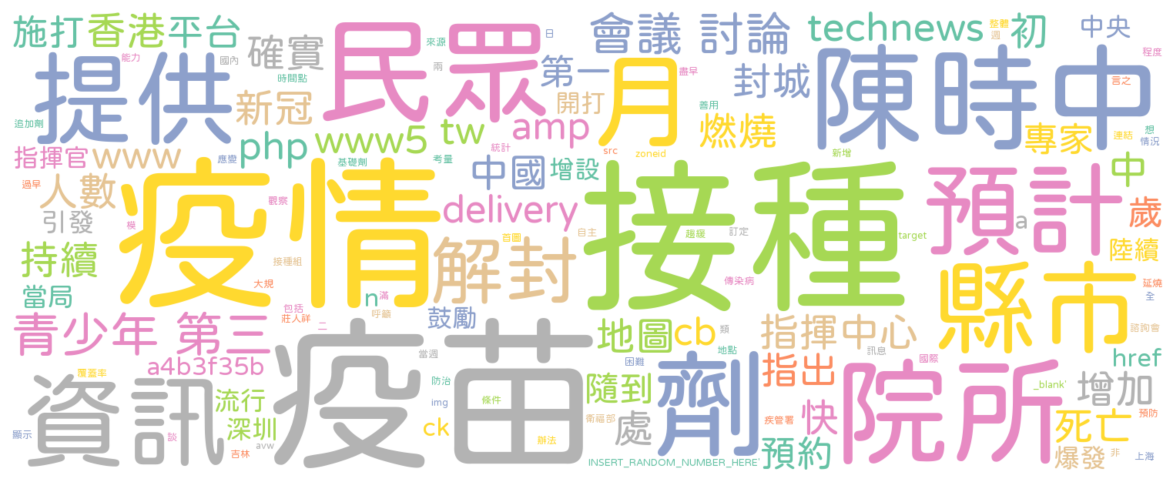 施打
香港
平台
確實
民眾
來源
日
會議
討論
technews
初
整體
週
中央
能力
國內
時間點
兩
提供
第一
月
盡早
封城
陳時中
程度
言之
新冠
開打
善用
追加劑
php
www5
tw
amp
燃燒
專家
連結
想
情況
指揮官
www
應變
基礎劑
考量
統計
src
zoneid
新增
過早
人數
疫情
中國
增設
接種
預計
中
引發
觀察
delivery
a
歲
持續
模
接種組
解封
自主
趨緩
訂定
target
陸續
當局
大規
n
滿
傳染病
縣市
延燒
全
包括
莊人祥
呼籲
鼓勵
青少年
第三
二
地圖
cb
類
指揮中心
諮詢會
a4b3f35b
疫苗
當週
困難
地點
訊息
國際
href
覆蓋率
資訊
流行
防治
隨到
劑
指出
院所
_blank'
增加
img
條件
顯示
深圳
ck
衛福部
處
疾管署
快
死亡
預防
談
avw
吉林
辦法
INSERT_RANDOM_NUMBER_HERE'
預約
爆發
非
上海